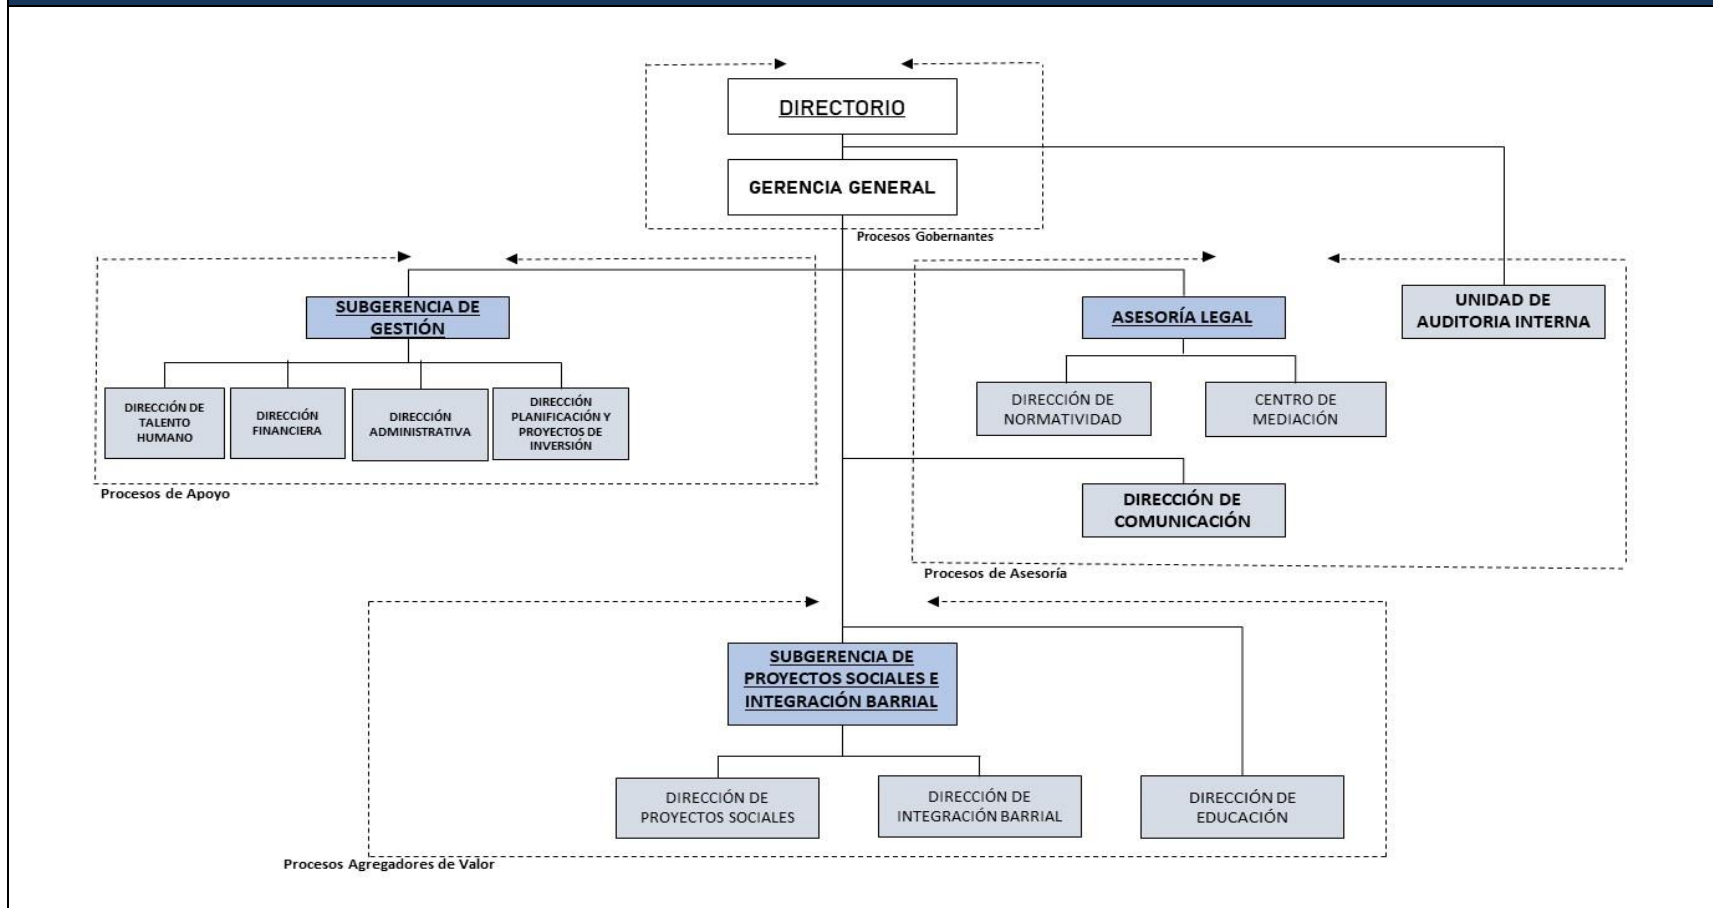 DIRECTORIO
GERENCIA GENERAL
Procesos Gobernantes
SUBGERENCIA DE
GESTIÓN
DIRECCIÓN DE
TALENTO
HUMANO
DIRECCIÓN
FINANCIERA
DIRECCIÓN
ADMINISTRATIVA
DIRECCIÓN
PLANIFICACIÓN Y
PROYECTOS DE
INVERSIÓN
Procesos de Apoyo
ASESORÍA LEGAL
UNIDAD DE
AUDITORIA INTERNA
DIRECCIÓN DE
NORMATIVIDAD
CENTRO DE
MEDIACIÓN
DIRECCIÓN DE
COMUNICACIÓN
Procesos de Asesoría
SUBGERENCIA DE
PROYECTOS SOCIALES E
INTEGRACIÓN BARRIAL
DIRECCIÓN DE
PROYECTOS SOCIALES
DIRECCIÓN DE
INTEGRACIÓN BARRIAL
DIRECCIÓN DE
EDUCACIÓN
Procesos Agregadores de Valor